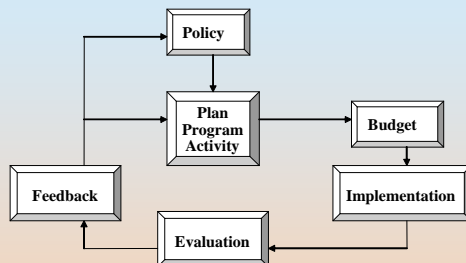 Policy
Plan
Program
Activity
Budget
Feedback
Implementation
Evaluation